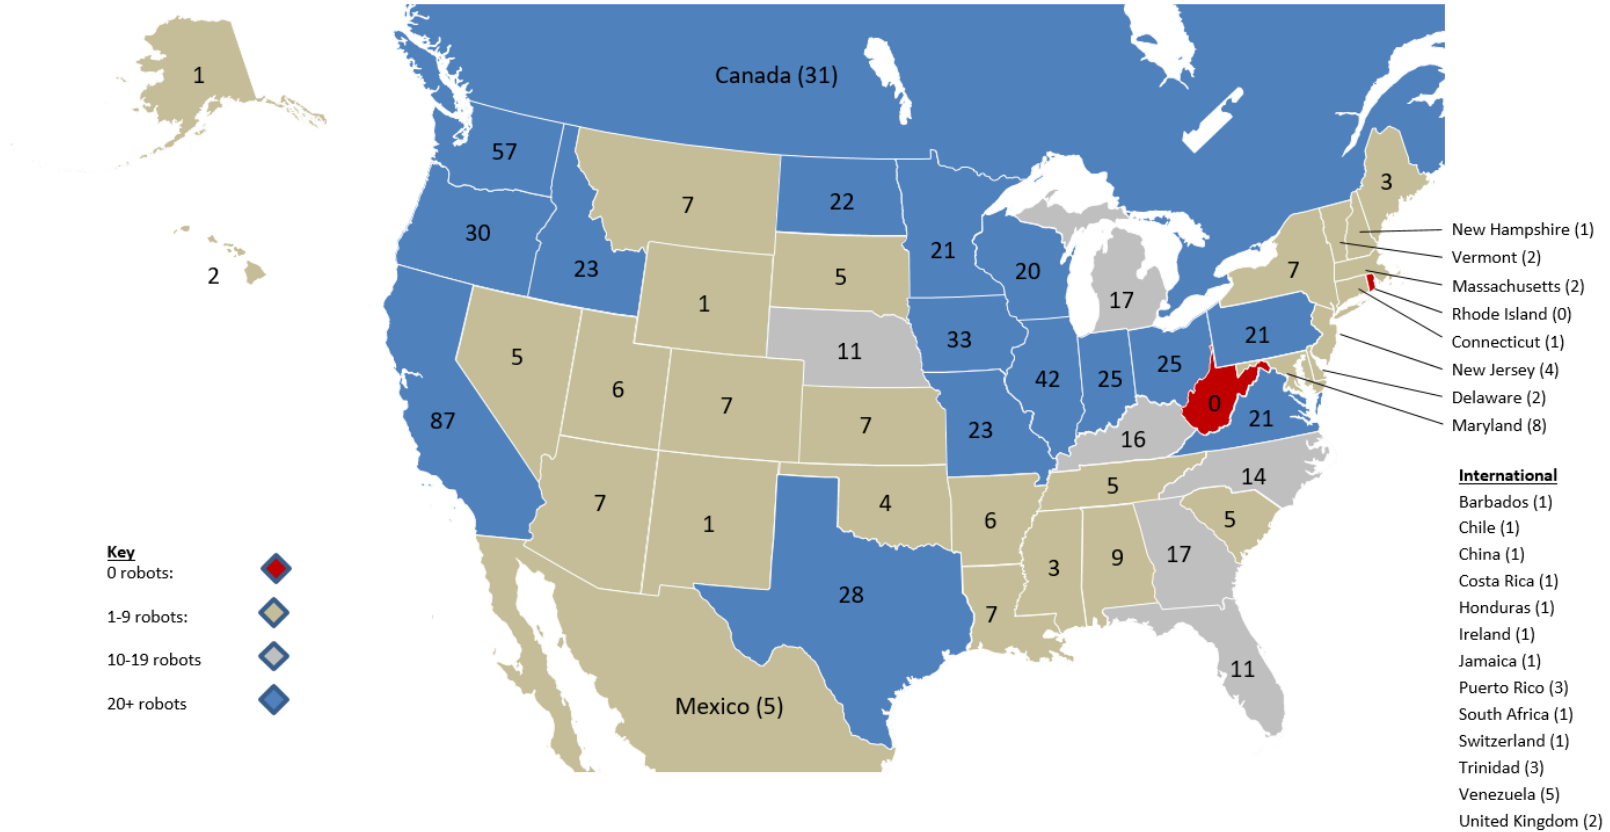 1
Canada (31)
57
7
22
3
30
21
New Hampshire (1)
23
5
20
7
Vermont (2)
2
Massachusetts (2)
1
17
Rhode Island (0)
5
11
33
21
Connecticut (1)
6
7
42
25
25
New Jersey (4)
87
7
23
0
21
Delaware (2)
16
Maryland (8)
7
1
4
6
5
14
3
9
17
5
28
7
11
Mexico (5)
Key
0 robots:
1-9 robots:
10-19 robots
20+ robots
International
Barbados (1)
Chile (1)
China (1)
Costa Rica (1)
Honduras (1)
Ireland (1)
Jamaica (1)
Puerto Rico (3)
South Africa (1)
Switzerland (1)
Trinidad (3)
Venezuela (5)
United Kingdom (2)